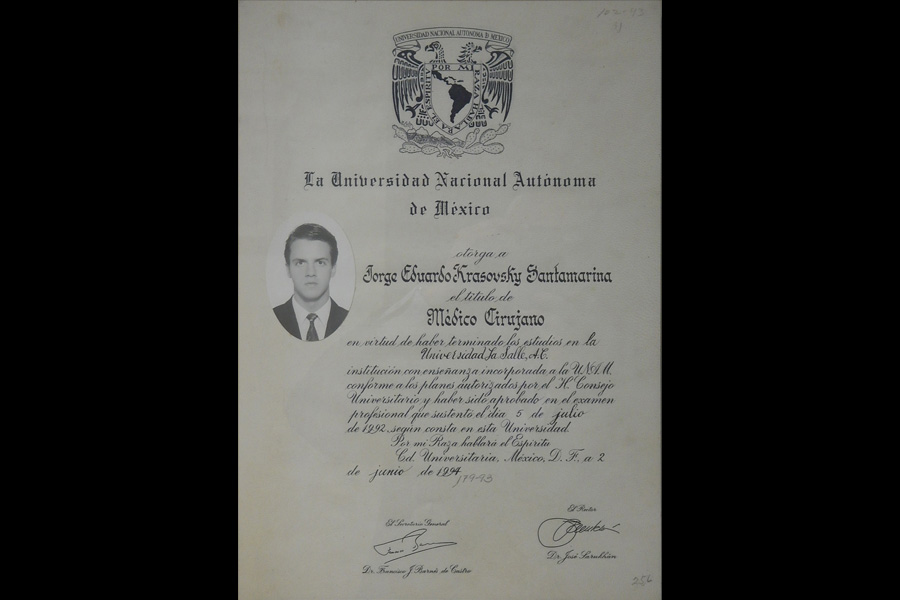 UNIVERSIDAD NACIONAL AUTONOMA D MEXICO
POR MI RAZA HABLARA EL ESPIRITU
La Universidad Nacional Autónoma
de México
otorga a
Jorge Eduardo Krasovsky Santamarina
el título de
Médico Cirujano
en virtud de haber terminado los estudios en la
Universidad La Salle, A.C.
institución con enseñanza incorporada a la U.N.A.M.
conforme a los planes autorizados por el H. Consejo
Universitario y haber sido aprobado en el examen
profesional que sustentó el día 5 de julio
de 1992, según consta en esta Universidad.
Por mi Raza hablará el Espíritu
Cd. Universitaria, México, D. F., a 2
de junio de 1994
179-93
El Secretario General
El Rector
Dr. Francisco J. Barnés de Castro
Dr. José Sarukhán
256